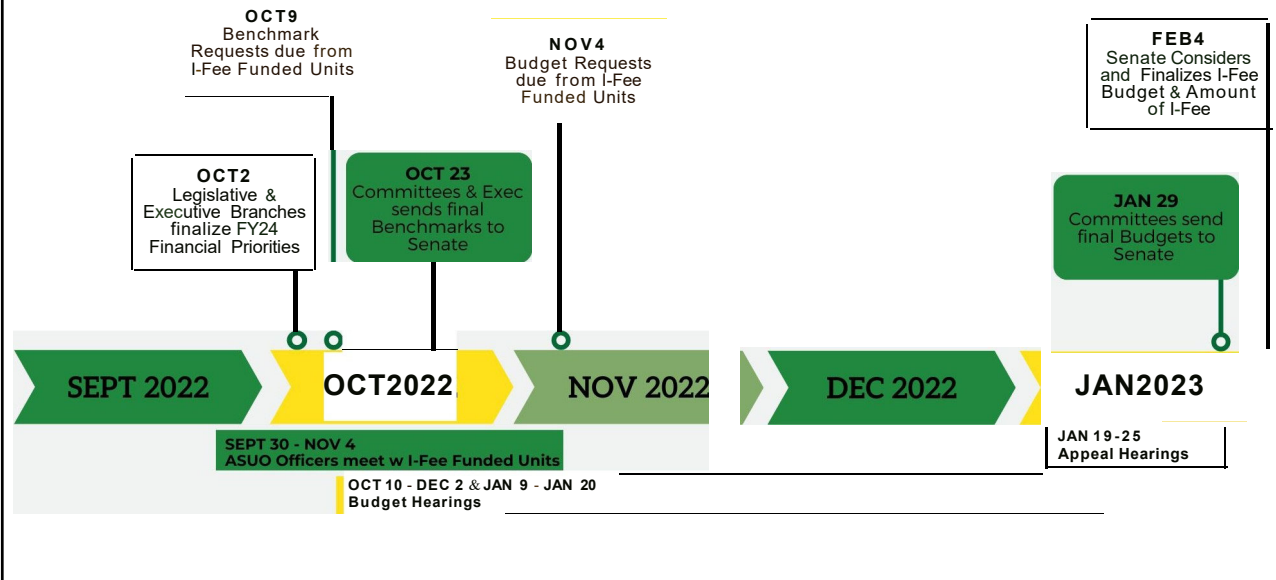 OCT9
Benchmark
Requests due from
I-Fee Funded Units
NOV4
Budget Requests
due from I-Fee
Funded Units
FEB4
Senate Considers
and Finalizes I-Fee
Budget & Amount
of I-Fee
OCT2
Legislative &
Executive Branches
finalize FY24
Financial Priorities
OCT 23
Committees & Exec
sends final
Benchmarks to
Senate
JAN 29
Committees send
final Budgets to
Senate
SEPT 2022
OCT2022
NOV 2022
DEC 2022
JAN2023
SEPT 30 - NOV 4
ASUO Officers meet w I-Fee Funded Units
JAN 19-25
Appeal Hearings
OCT 10 - DEC 2 & JAN 9 - JAN 20
Budget Hearings